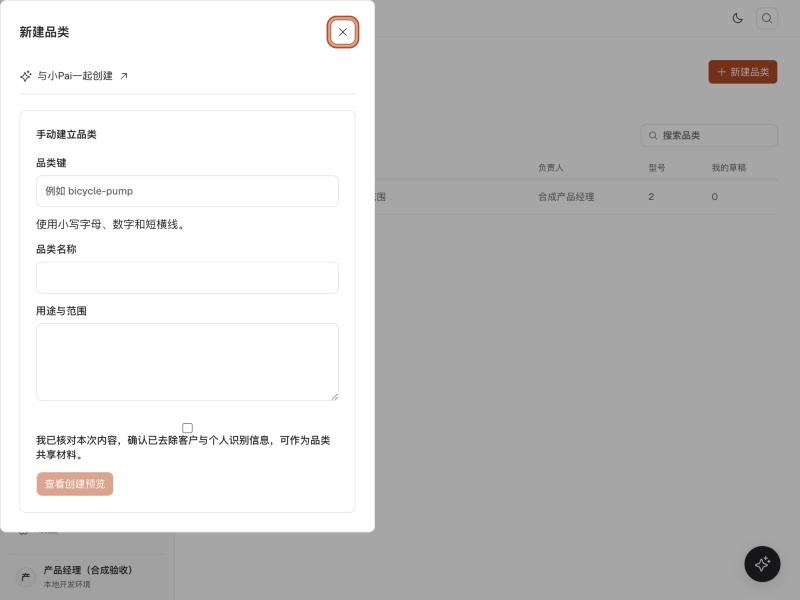 新建品类
与小Pai一起创建
手动建立品类
品类键
例如 bicycle-pump
使用小写字母、数字和短横线。
品类名称
用途与范围
我已核对本次内容，确认已去除客户与个人识别信息，可作为品类
共享材料。
查看创建预览
新建品类
搜索品类
负责人
型号
我的草稿
范围
合成产品经理
2
0
产
产品经理（合成验收）
本地开发环境